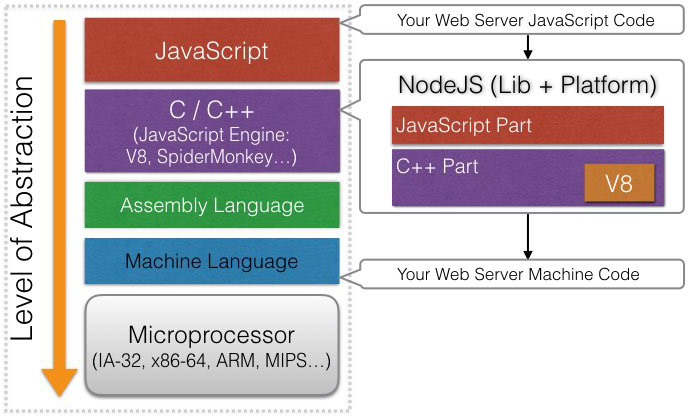 Level of Abstraction
JavaScript
C / C++
(JavaScript Engine:
V8, SpiderMonkey…)
Assembly Language
Machine Language
Microprocessor
(IA-32, x86-64, ARM, MIPS…)
Your Web Server JavaScript Code
NodeJS (Lib + Platform)
JavaScript Part
C++ Part
V8
Your Web Server Machine Code